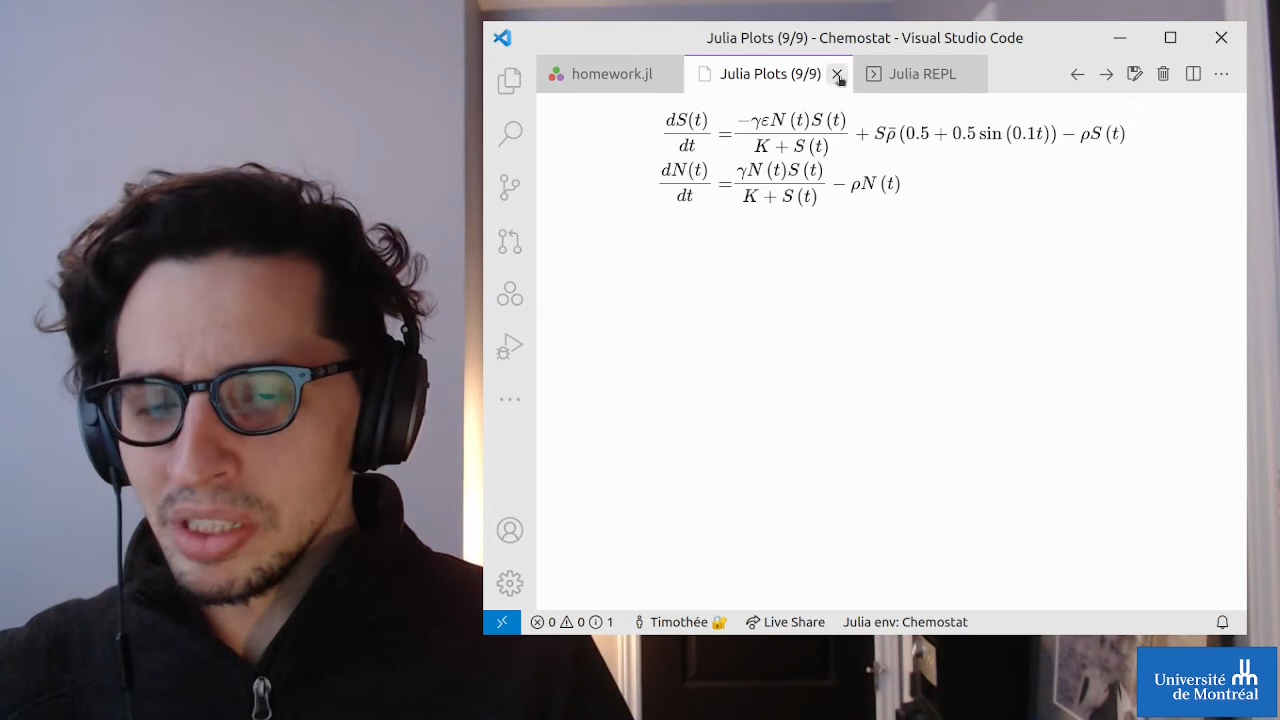 Julia Plots (9/9) - Chemostat - Visual Studio Code
homework.jl
Julia Plots (9/9)
Julia REPL
dS(t)/dt = −γεN (t)S (t)/K + S (t) + Sρ̄ (0.5 + 0.5 sin (0.1t)) − ρS (t)
dN(t)/dt = γN (t)S (t)/K + S (t) − ρN (t)
0 0 1 Timothée 🔐 Live Share Julia env: Chemostat
Université
de Montréal